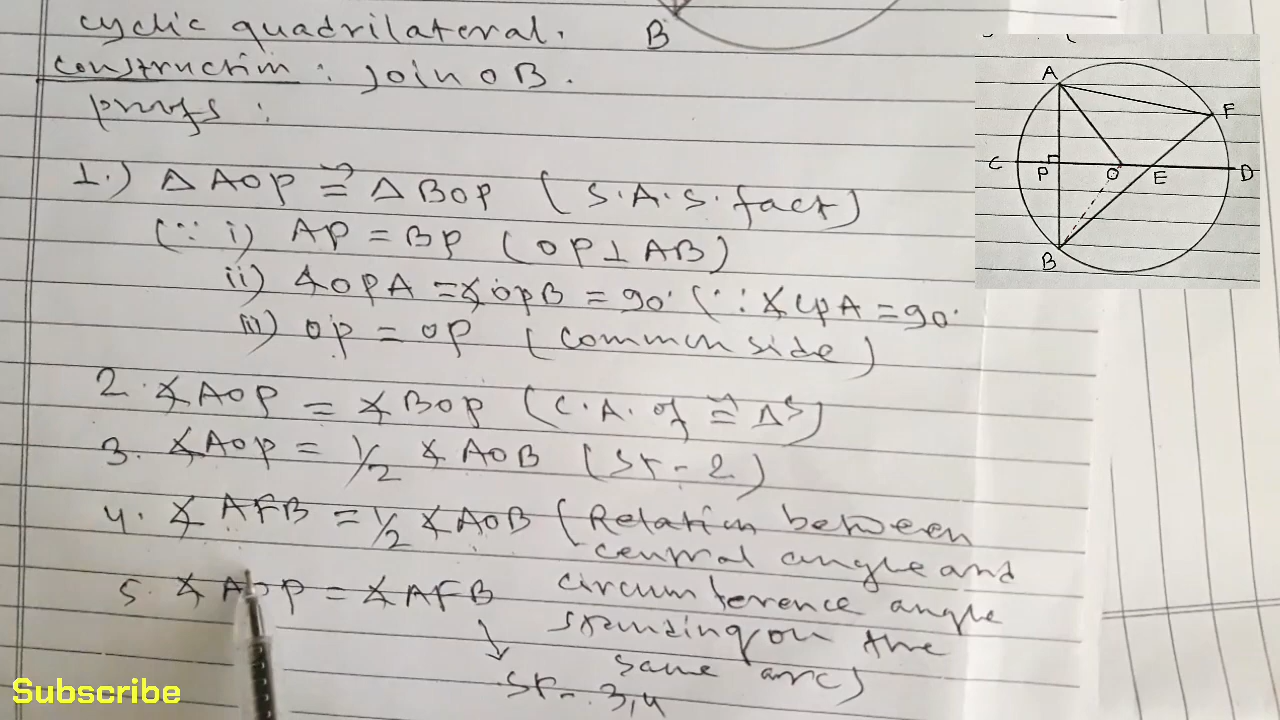 cyclic quadrilateral.
B
construction : Join OB.
proofs :
1.) △AOP ≅ △BOP (S.A.S. fact)
(∵ i) AP = BP (OP⊥AB)
ii) ∡OPA = ∡OPB = 90° (∵ ∡CPA = 90°
iii) OP = OP (common side)
2. ∡AOP = ∡BOP (C.A. of ≅ △s)
3. ∡AOP = 1/2 ∡AOB (St-2)
4. ∡AFB = 1/2 ∡AOB (Relation between
central angle and
circumference angle
standing on the
same arc)
5. ∡AOP = ∡AFB
St-3,4
A
F
C
P
O
E
D
B
Subscribe